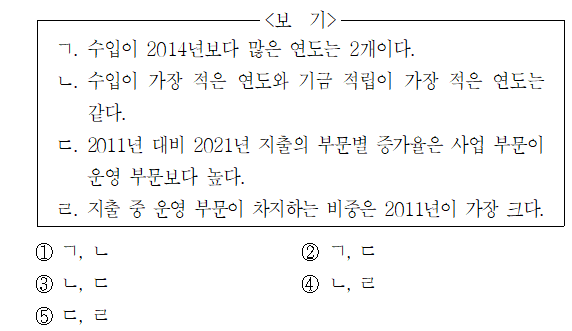 <보 기>
ㄱ. 수입이 2014년보다 많은 연도는 2개이다.
ㄴ. 수입이 가장 적은 연도와 기금 적립이 가장 적은 연도는
같다.
ㄷ. 2011년 대비 2021년 지출의 부문별 증가율은 사업 부문이
운영 부문보다 높다.
ㄹ. 지출 중 운영 부문이 차지하는 비중은 2011년이 가장 크다.
① ㄱ, ㄴ ② ㄱ, ㄷ
③ ㄴ, ㄷ ④ ㄴ, ㄹ
⑤ ㄷ, ㄹ